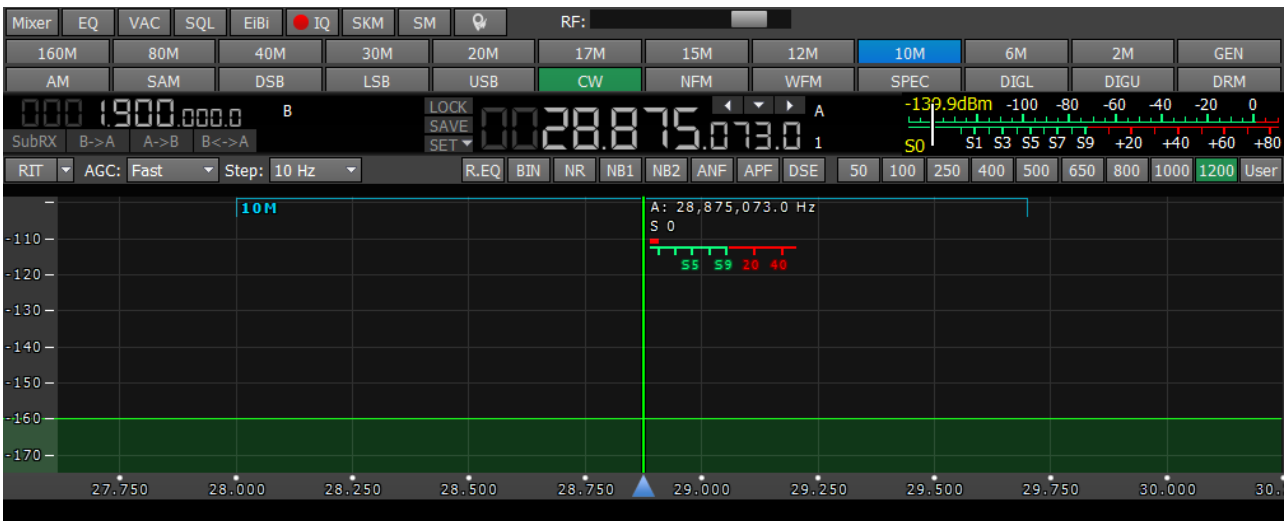 Mixer EQ VAC SQL EiBi IQ SKM SM RF:
160M 80M 40M 30M 20M 17M 15M 12M 10M 6M 2M GEN
AM SAM DSB LSB USB CW NFM WFM SPEC DIGL DIGU DRM
1.900.000.0 B LOCK SAVE SET 28.875.073.0 A 1
-139.9dBm -100 -80 -60 -40 -20 0
SubRX B->A A->B B<->A
S0 S1 S3 S5 S7 S9 +20 +40 +60 +80
RIT AGC: Fast Step: 10 Hz R.EQ BIN NR NB1 NB2 ANF APF DSE 50 100 250 400 500 650 800 1000 1200 User
10M A: 28,875,073.0 Hz
S 0
-110
S5 S9 20 40
-120
-130
-140
-150
-160
-170
27.750 28.000 28.250 28.500 28.750 29.000 29.250 29.500 29.750 30.000 30.